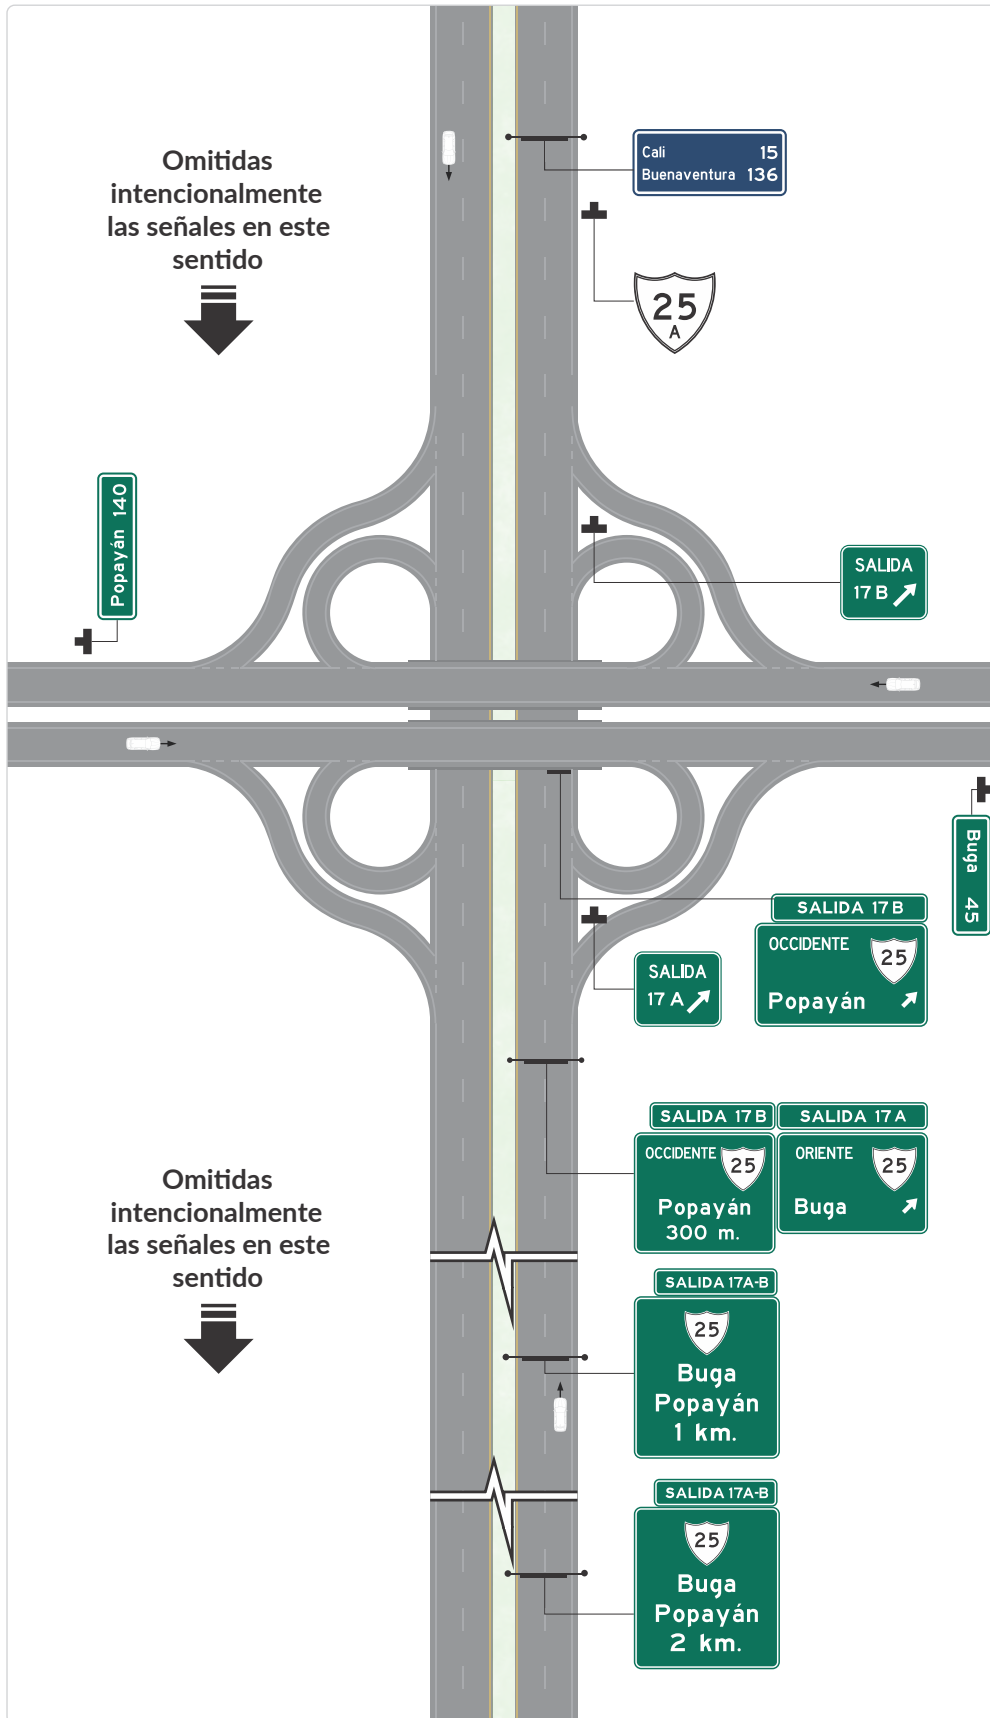 Omitidas
intencionalmente
las señales en este
sentido
Cali 15
Buenaventura 136
25
A
Popayán 140
SALIDA
17 B
Buga 45
SALIDA 17 B
OCCIDENTE
25
Popayán
SALIDA
17 A
SALIDA 17 B
OCCIDENTE
25
Popayán
300 m.
SALIDA 17 A
ORIENTE
25
Buga
Omitidas
intencionalmente
las señales en este
sentido
SALIDA 17A-B
25
Buga
Popayán
1 km.
SALIDA 17A-B
25
Buga
Popayán
2 km.